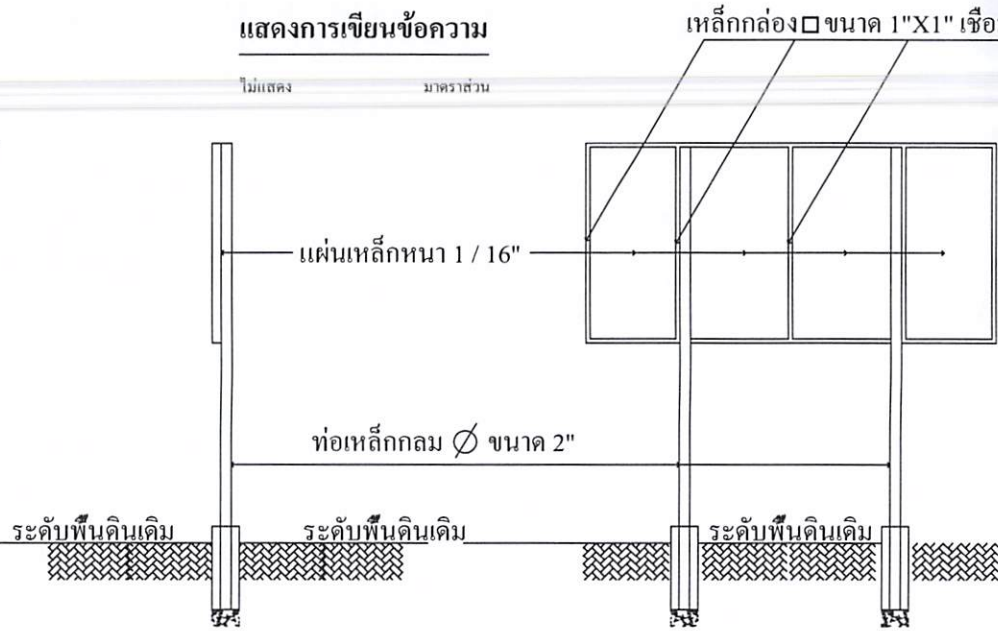 แสดงการเขียนข้อความ
เหล็กกล่อง□ ขนาด 1"X1" เชื่อ
ไม่แสดง มาตราส่วน
แผ่นเหล็กหนา 1 / 16"
ท่อเหล็กกลม ∅ ขนาด 2"
ระดับพื้นดินเดิม ระดับพื้นดินเดิม ระดับพื้นดินเดิม